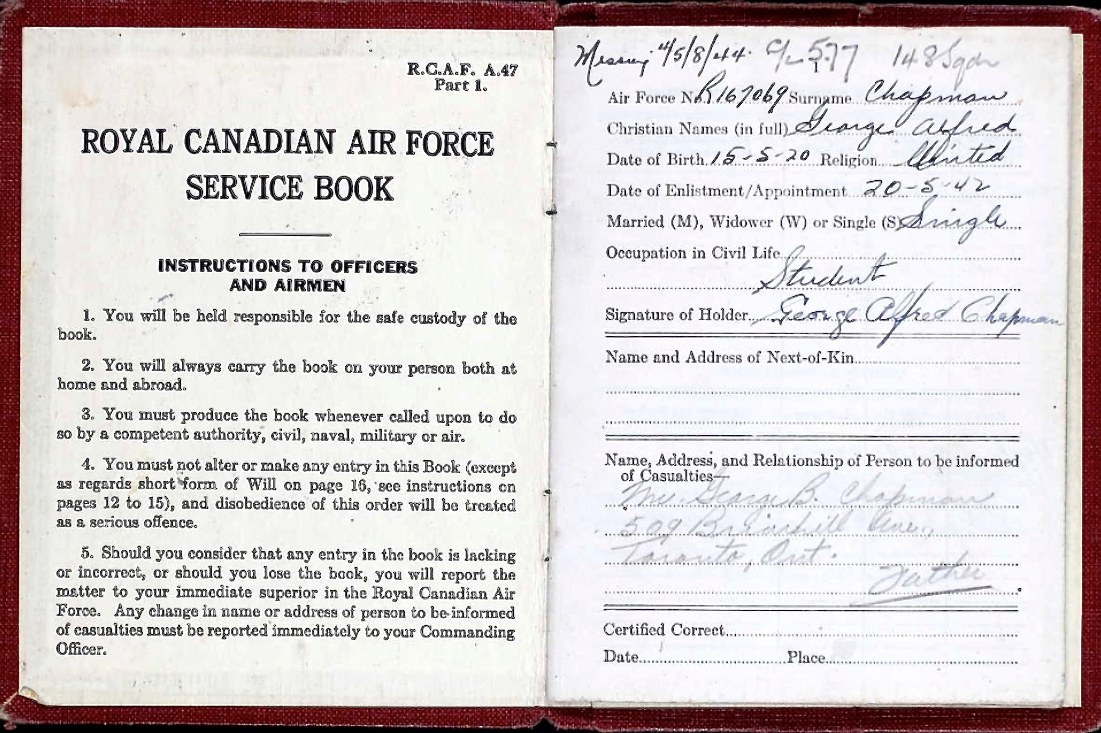 R.C.A.F. A.47
Part 1.
ROYAL CANADIAN AIR FORCE
SERVICE BOOK
INSTRUCTIONS TO OFFICERS
AND AIRMEN
1. You will be held responsible for the safe custody of the
book.
2. You will always carry the book on your person both at
home and abroad.
3. You must produce the book whenever called upon to do
so by a competent authority, civil, naval, military or air.
4. You must not alter or make any entry in this Book (except
as regards short form of Will on page 16, see instructions on
pages 12 to 15), and disobedience of this order will be treated
as a serious offence.
5. Should you consider that any entry in the book is lacking
or incorrect, or should you lose the book, you will report the
matter to your immediate superior in the Royal Canadian Air
Force. Any change in name or address of person to be informed
of casualties must be reported immediately to your Commanding
Officer.
Missing 4/5/8/44. 577 148 Sqdn
1
Air Force No. R167069 Surname Chapman
Christian Names (in full) George Alfred
Date of Birth 15-5-20 Religion United
Date of Enlistment/Appointment 20-5-42
Married (M), Widower (W) or Single (S) Single
Occupation in Civil Life
Student
Signature of Holder George Alfred Chapman
Name and Address of Next-of-Kin
Name, Address, and Relationship of Person to be informed
of Casualties—
Mr. George B. Chapman
509 Briarhill Ave.,
Toronto, Ont.
Father
Certified Correct
Date Place